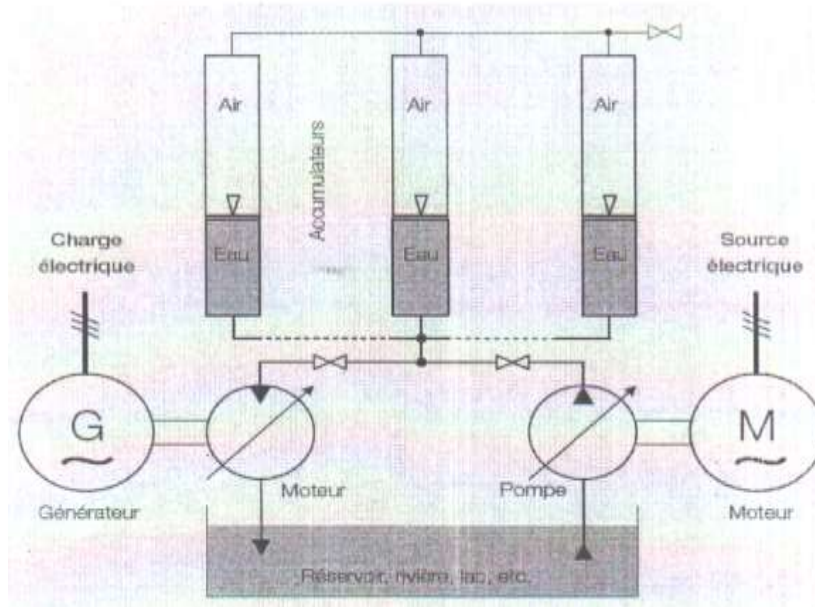 Air
Air
Air
Accumulateurs
Eau
Eau
Eau
Charge
électrique
Source
électrique
G
M
Moteur
Pompe
Générateur
Moteur
Réservoir, rivière, lac, etc.